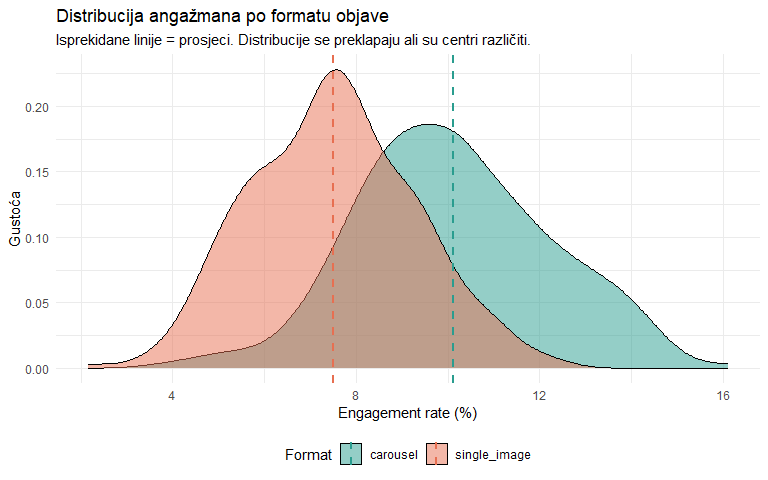 Distribucija angažmana po formatu objave
Isprekidane linije = prosjeci. Distribucije se preklapaju ali su centri različiti.
0.20
0.15
0.10
0.05
0.00
Gustoća
4 8 12 16
Engagement rate (%)
Format carousel single_image